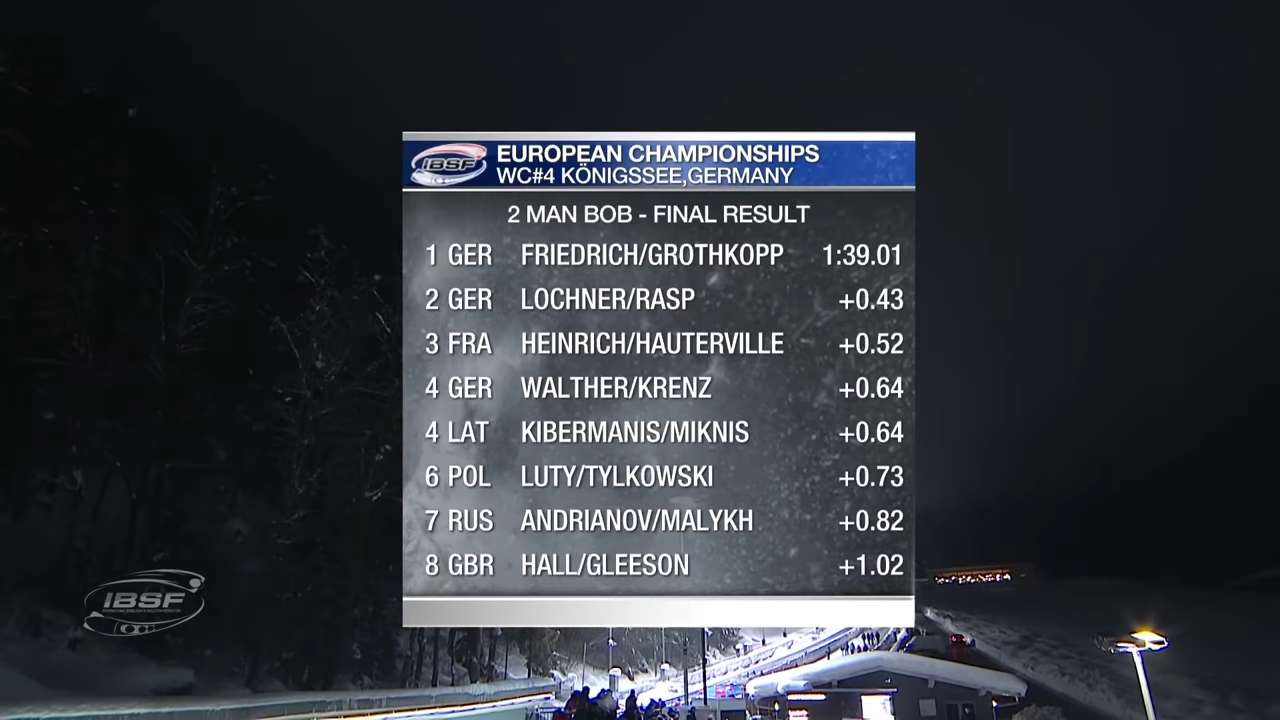 IBSF
EUROPEAN CHAMPIONSHIPS
WC#4 KÖNIGSSEE,GERMANY
2 MAN BOB - FINAL RESULT
1 GER FRIEDRICH/GROTHKOPP 1:39.01
2 GER LOCHNER/RASP +0.43
3 FRA HEINRICH/HAUTERVILLE +0.52
4 GER WALTHER/KRENZ +0.64
4 LAT KIBERMANIS/MIKNIS +0.64
6 POL LUTY/TYLKOWSKI +0.73
7 RUS ANDRIANOV/MALYKH +0.82
8 GBR HALL/GLEESON +1.02
IBSF